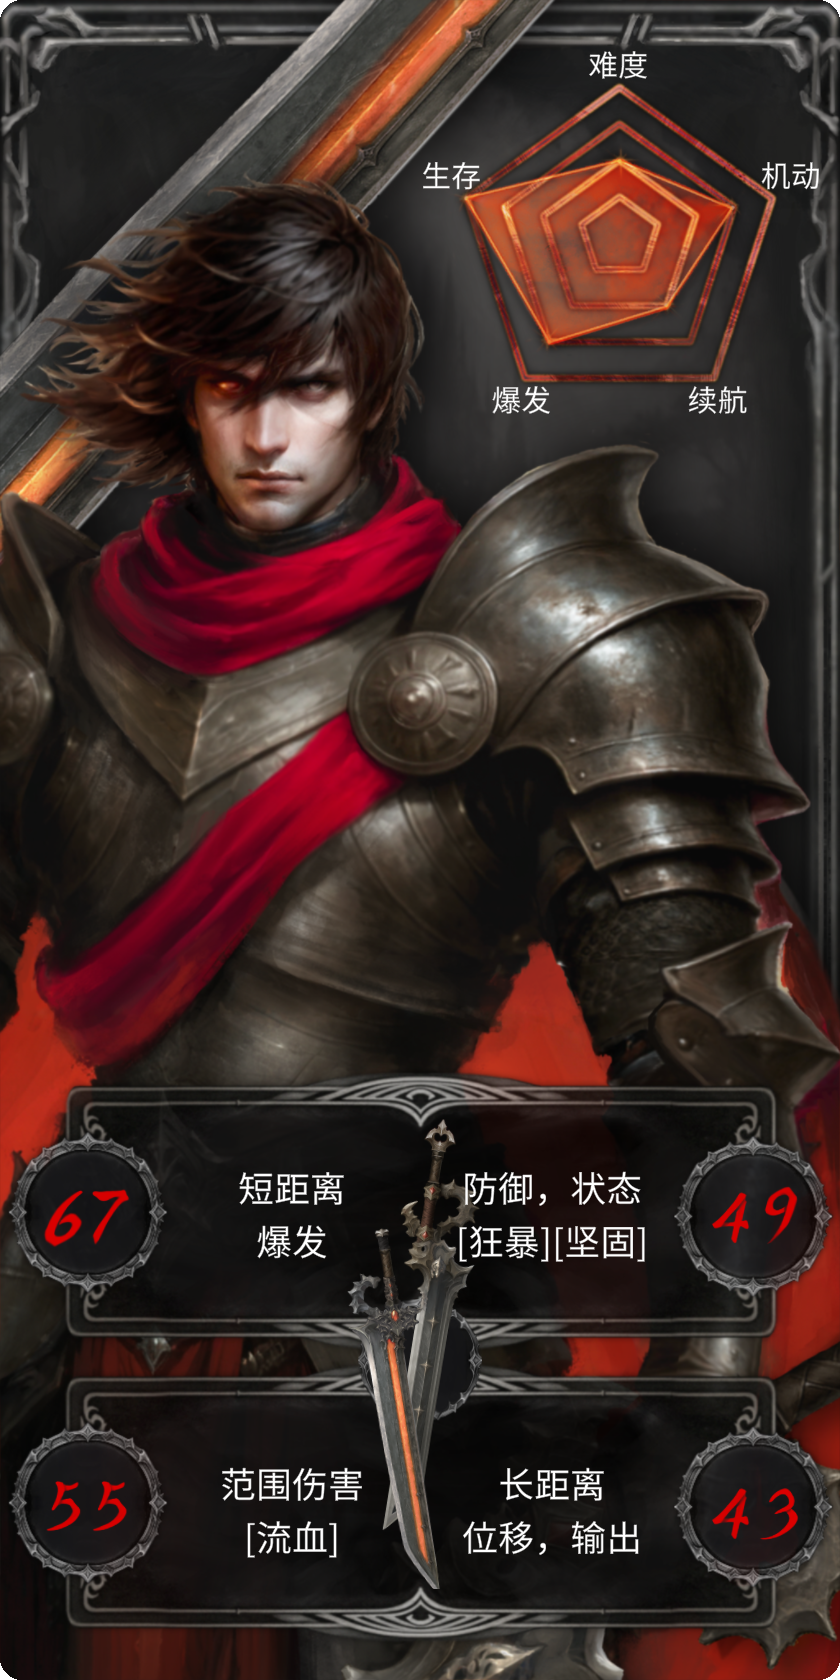 难度
生存
机动
爆发
续航
67
短距离
爆发
防御，状态
[狂暴][坚固]
49
55
范围伤害
[流血]
长距离
位移，输出
43